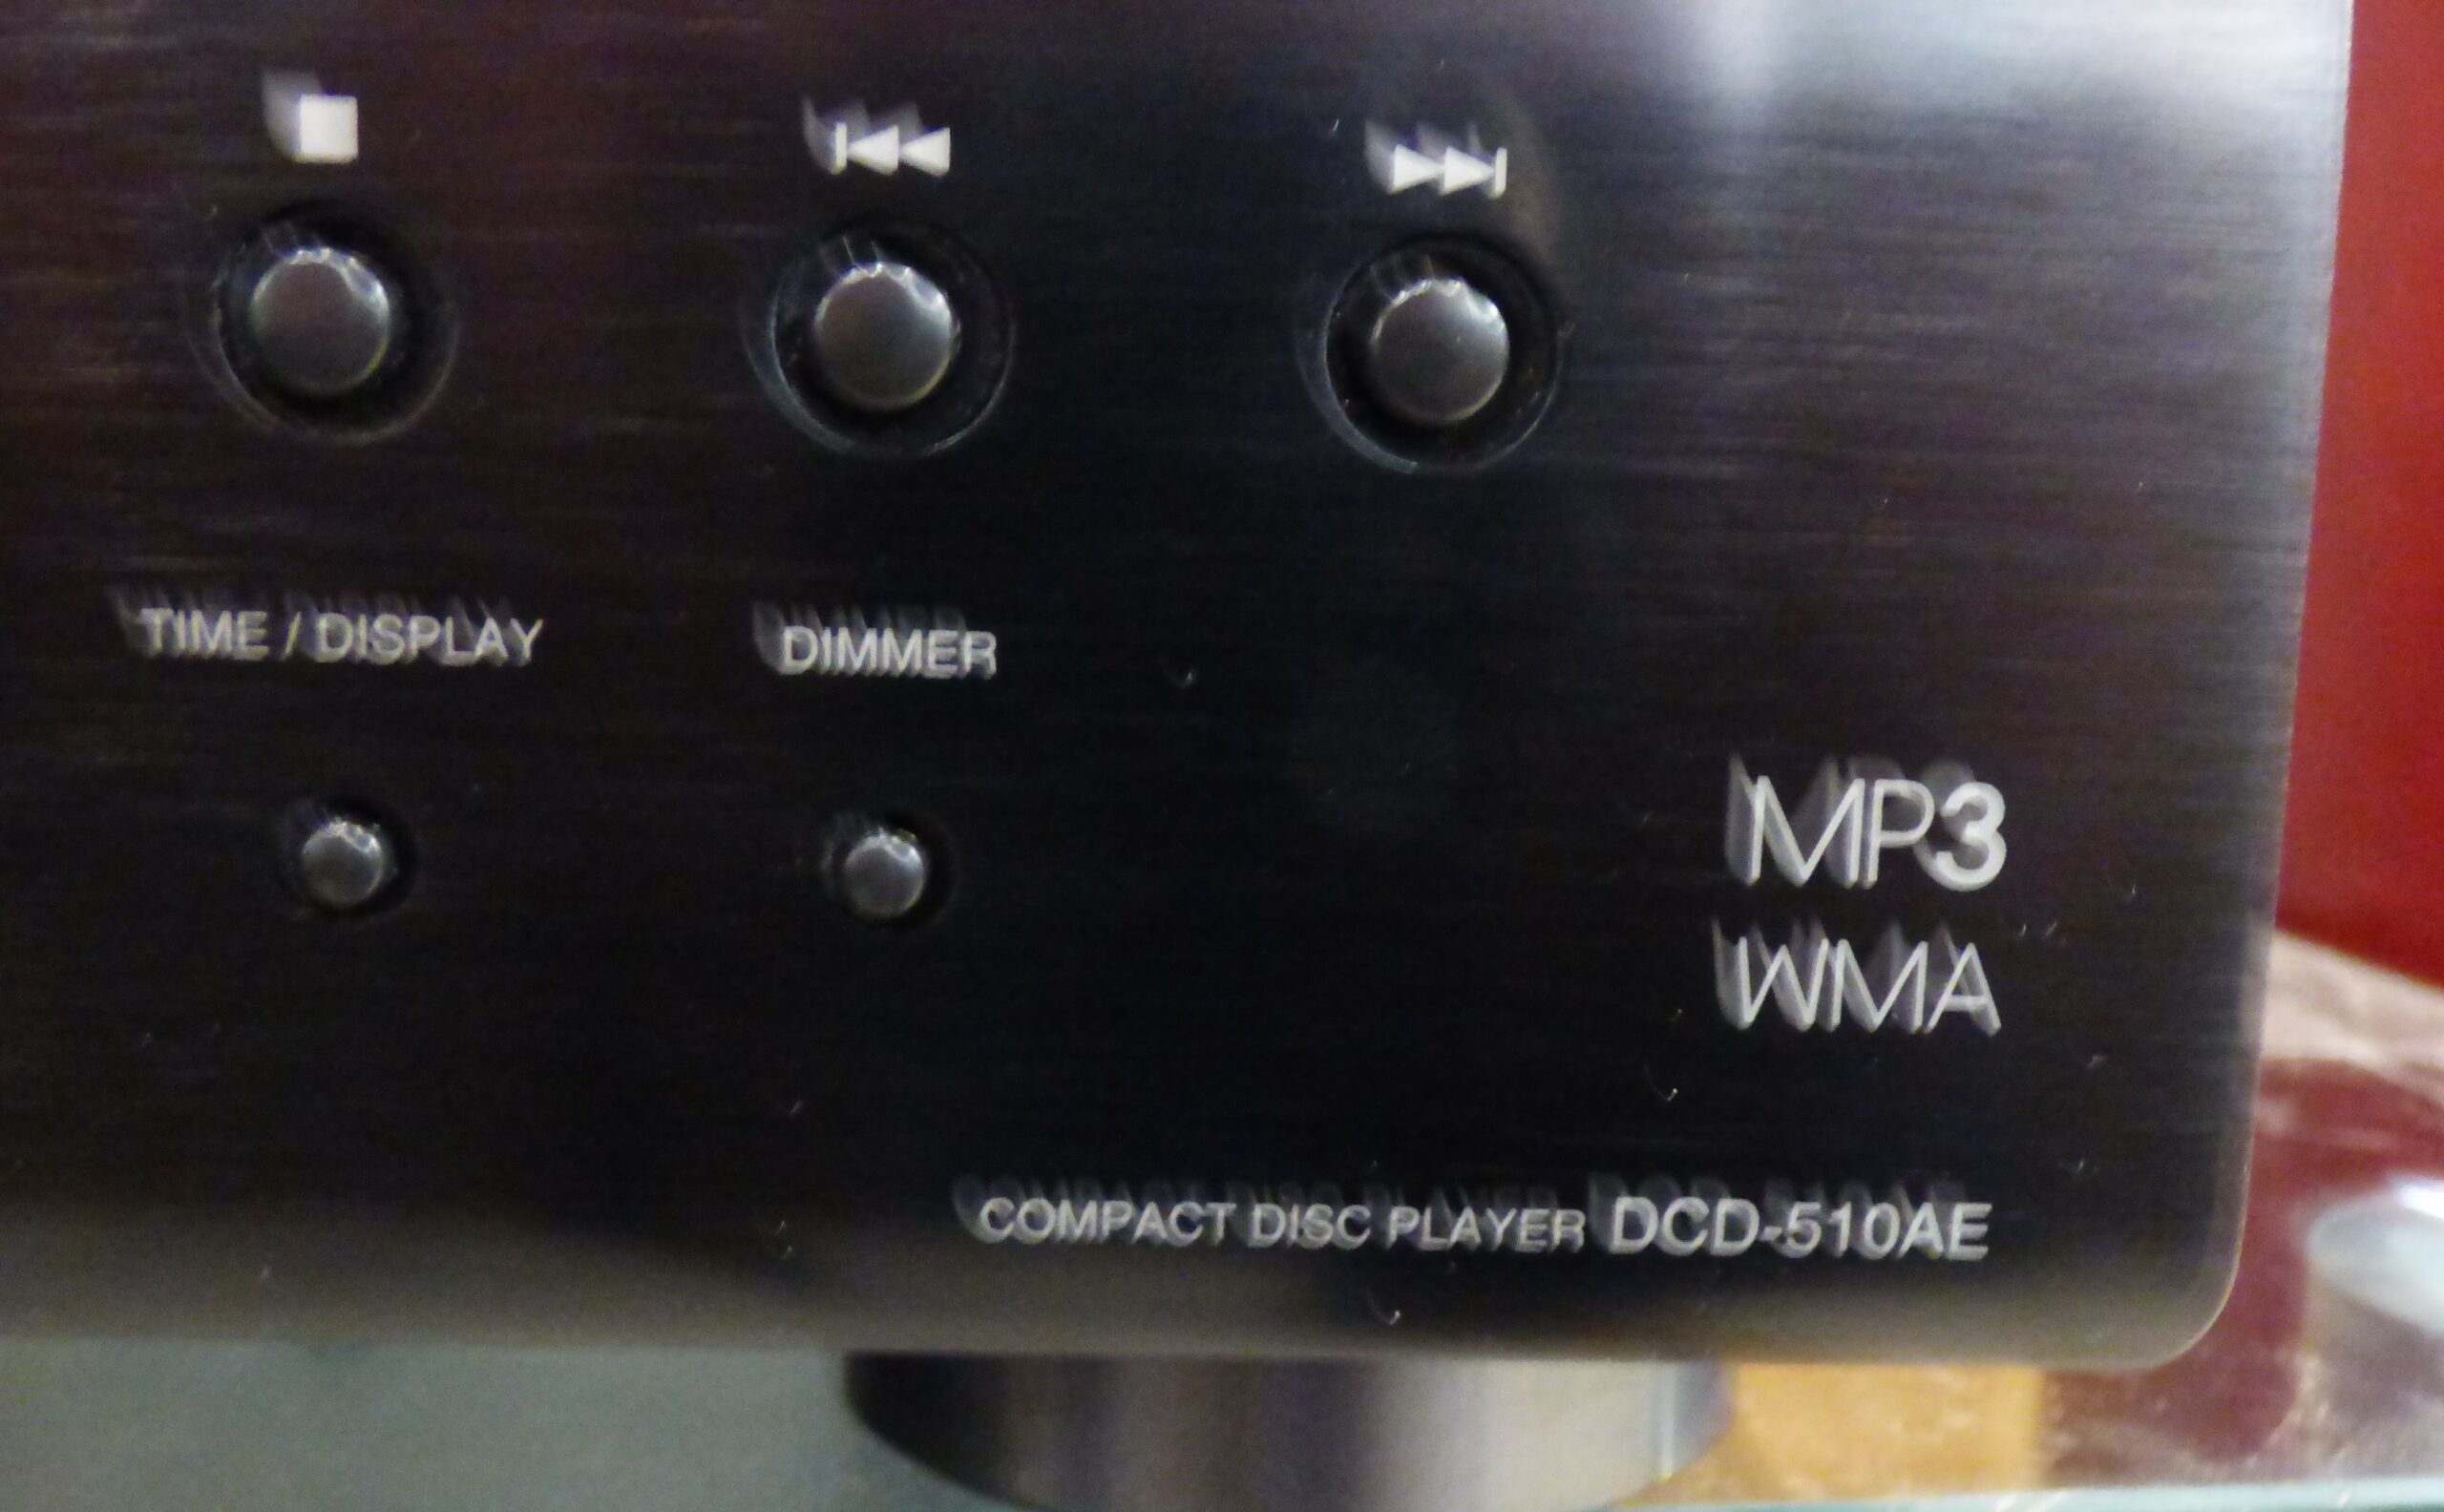 TIME / DISPLAY
DIMMER
MP3
WMA
COMPACT DISC PLAYER DCD-510AE